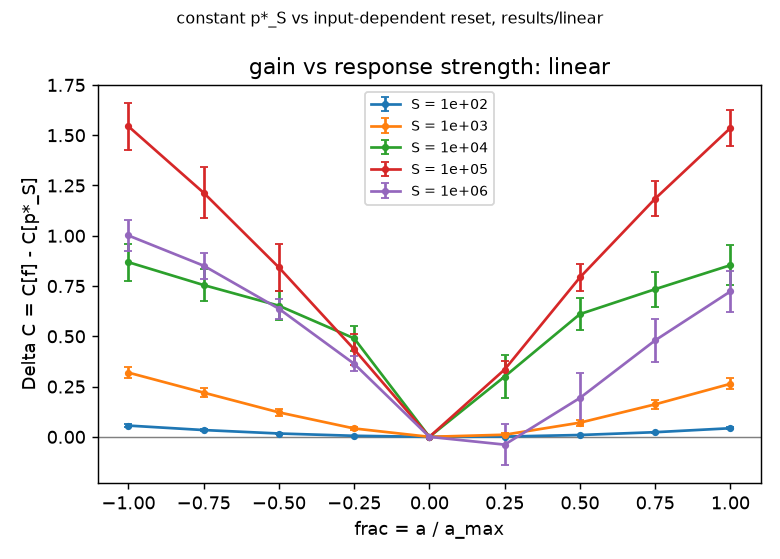 constant p*_S vs input-dependent reset, results/linear
gain vs response strength: linear
S = 1e+02
S = 1e+03
S = 1e+04
S = 1e+05
S = 1e+06
Delta C = C[f] - C[p*_S]
1.75
1.50
1.25
1.00
0.75
0.50
0.25
0.00
−1.00 −0.75 −0.50 −0.25 0.00 0.25 0.50 0.75 1.00
frac = a / a_max